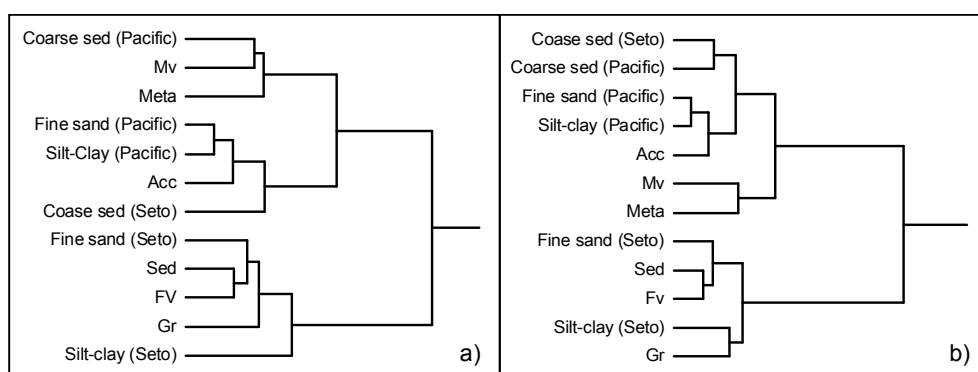 Coarse sed (Pacific)
Mv
Meta
Fine sand (Pacific)
Silt-Clay (Pacific)
Acc
Coase sed (Seto)
Fine sand (Seto)
Sed
FV
Gr
Silt-clay (Seto)
a)
Coase sed (Seto)
Coarse sed (Pacific)
Fine sand (Pacific)
Silt-clay (Pacific)
Acc
Mv
Meta
Fine sand (Seto)
Sed
Fv
Silt-clay (Seto)
Gr
b)